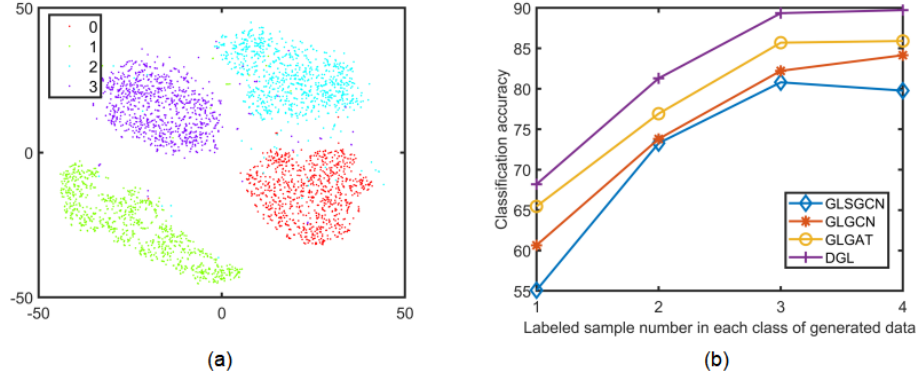 50
0
-50
-50
0
50
0
1
2
3
(a)
Classification accuracy
90
85
80
75
70
65
60
55
1
2
3
4
GLSGCN
GLGCN
GLGAT
DGL
Labeled sample number in each class of generated data
(b)